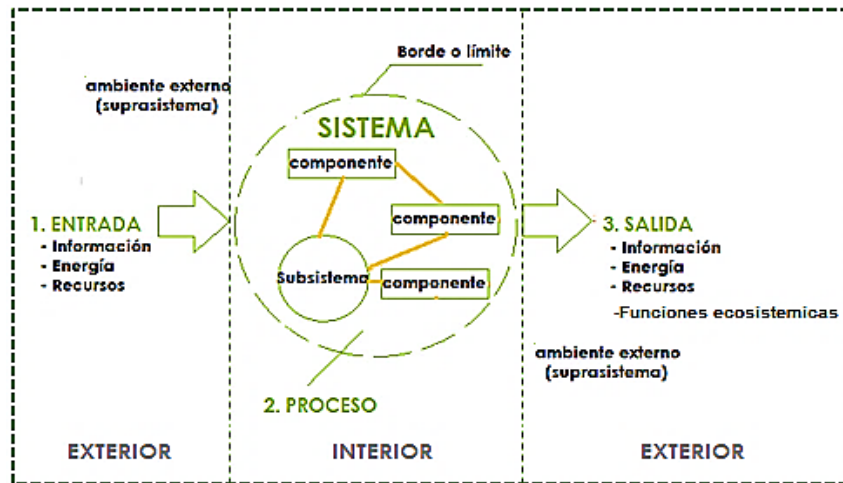 Borde o límite
ambiente externo
(suprasistema)
SISTEMA
componente
componente
Subsistema
componente
1. ENTRADA
- Información
- Energía
- Recursos
2. PROCESO
3. SALIDA
- Información
- Energía
- Recursos
-Funciones ecosistemicas
ambiente externo
(suprasistema)
EXTERIOR
INTERIOR
EXTERIOR